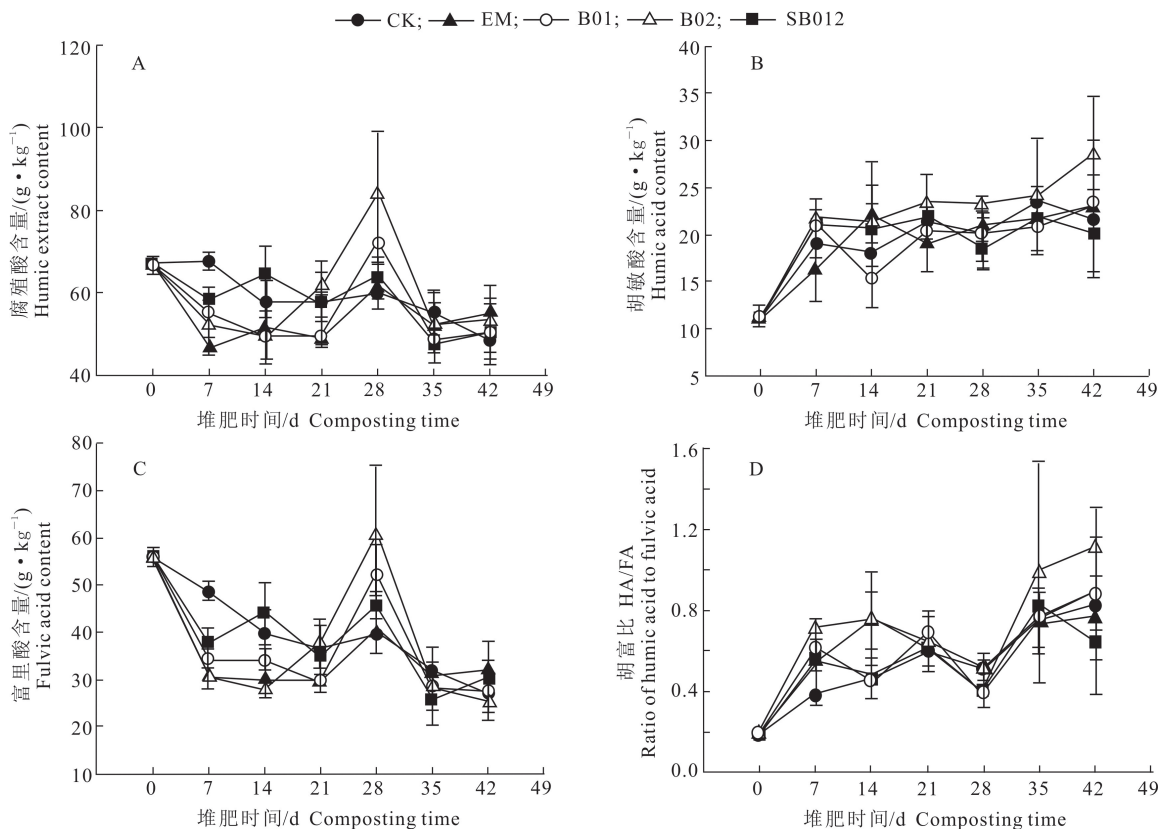 CK; EM; B01; B02; SB012
A
120
100
80
60
40
腐殖酸含量/(g·kg⁻¹)
Humic extract content
0 7 14 21 28 35 42 49
堆肥时间/d Composting time
B
40
35
30
25
20
15
10
5
胡敏酸含量/(g·kg⁻¹)
Humic acid content
0 7 14 21 28 35 42 49
堆肥时间/d Composting time
C
80
70
60
50
40
30
20
10
富里酸含量/(g·kg⁻¹)
Fulvic acid content
0 7 14 21 28 35 42 49
堆肥时间/d Composting time
D
1.6
1.2
0.8
0.4
0.0
胡富比 HA/FA
Ratio of humic acid to fulvic acid
0 7 14 21 28 35 42 49
堆肥时间/d Composting time